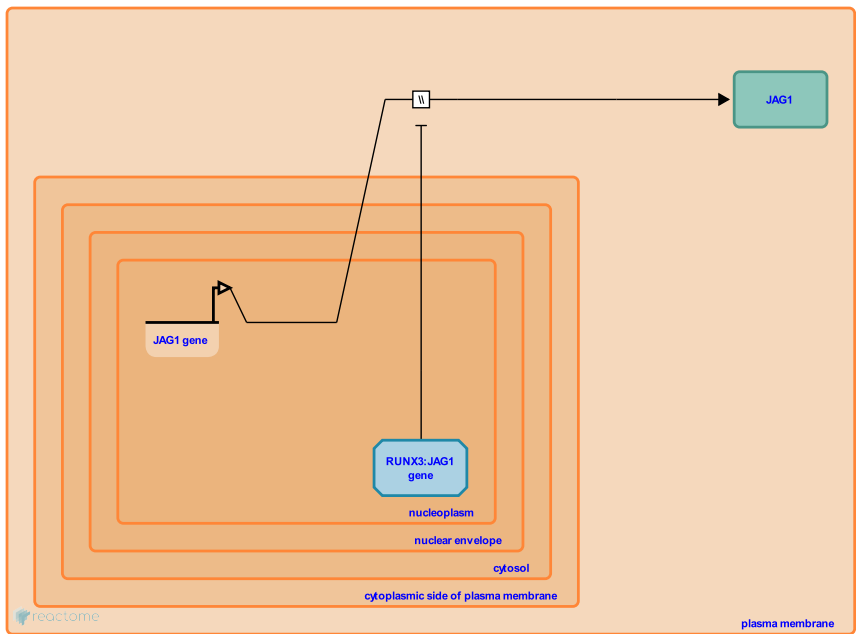 \\
JAG1
JAG1 gene
RUNX3:JAG1
gene
nucleoplasm
nuclear envelope
cytosol
cytoplasmic side of plasma membrane
reactome
plasma membrane